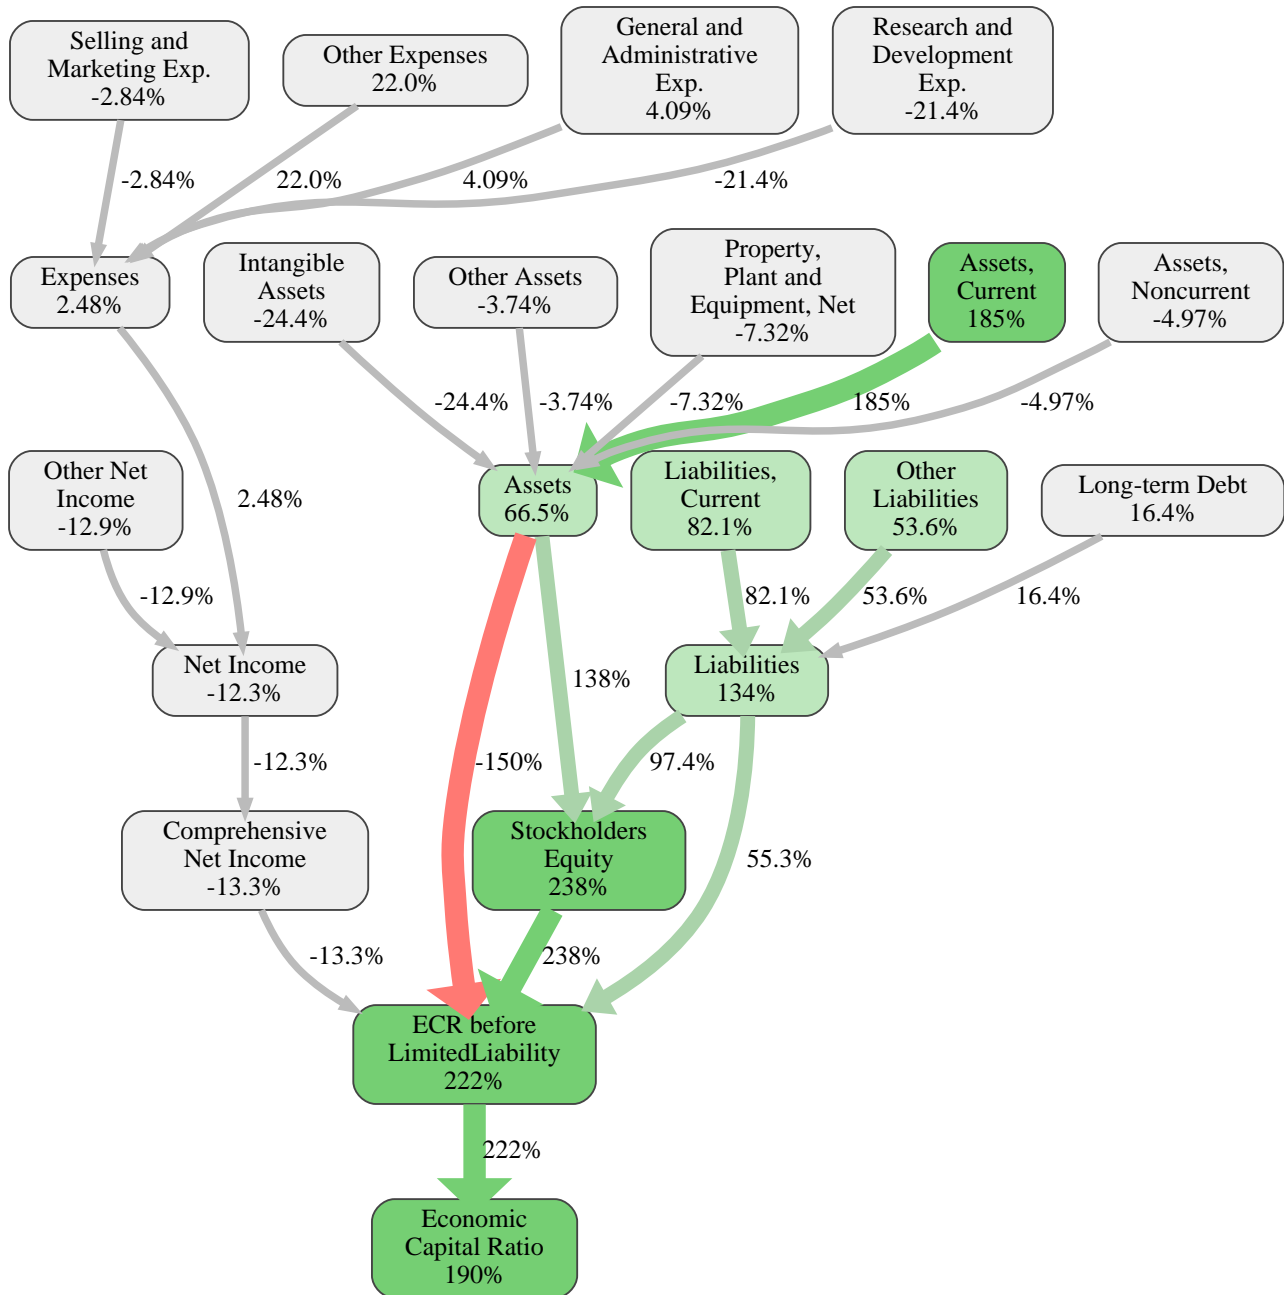 Selling and
Marketing Exp.
-2.84%
Other Expenses
22.0%
General and
Administrative
Exp.
4.09%
Research and
Development
Exp.
-21.4%
-2.84%
22.0%
4.09%
-21.4%
Expenses
2.48%
Intangible
Assets
-24.4%
Other Assets
-3.74%
Property,
Plant and
Equipment, Net
-7.32%
Assets,
Current
185%
Assets,
Noncurrent
-4.97%
-24.4%
-3.74%
-7.32%
185%
-4.97%
Other Net
Income
-12.9%
2.48%
Assets
66.5%
Liabilities,
Current
82.1%
Other
Liabilities
53.6%
Long-term Debt
16.4%
-12.9%
82.1%
53.6%
16.4%
Net Income
-12.3%
138%
Liabilities
134%
-12.3%
-150%
97.4%
Comprehensive
Net Income
-13.3%
Stockholders
Equity
238%
55.3%
-13.3%
238%
ECR before
LimitedLiability
222%
222%
Economic
Capital Ratio
190%